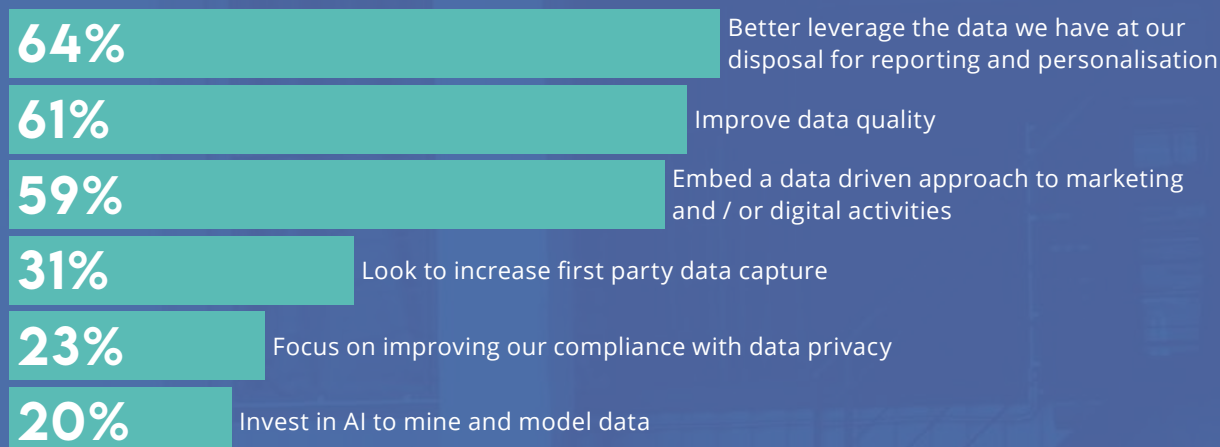 64%
Better leverage the data we have at our
disposal for reporting and personalisation
61%
Improve data quality
59%
Embed a data driven approach to marketing
and / or digital activities
31%
Look to increase first party data capture
23%
Focus on improving our compliance with data privacy
20%
Invest in AI to mine and model data